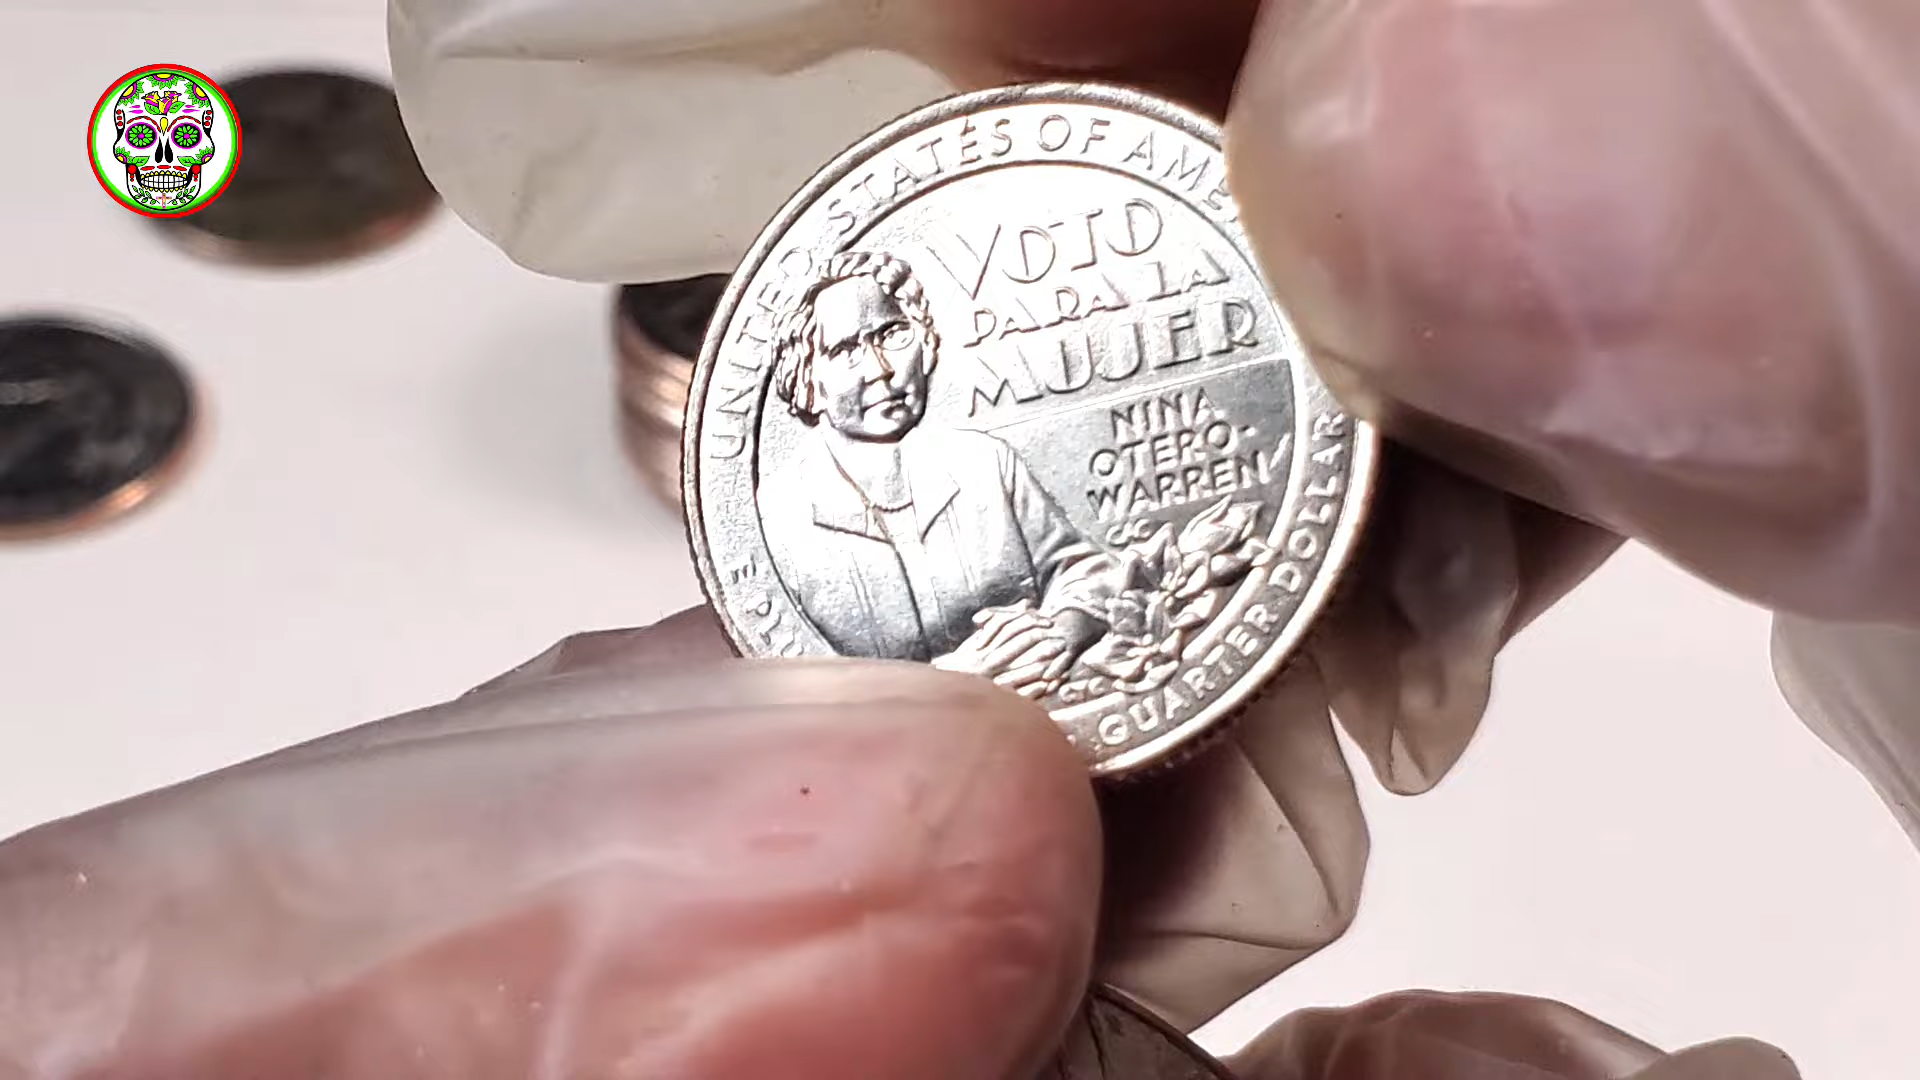 UNITED STATES OF AME
VOTO
PARA LA
MUJER
NINA
OTERO-
WARREN
QUARTER DOLLAR